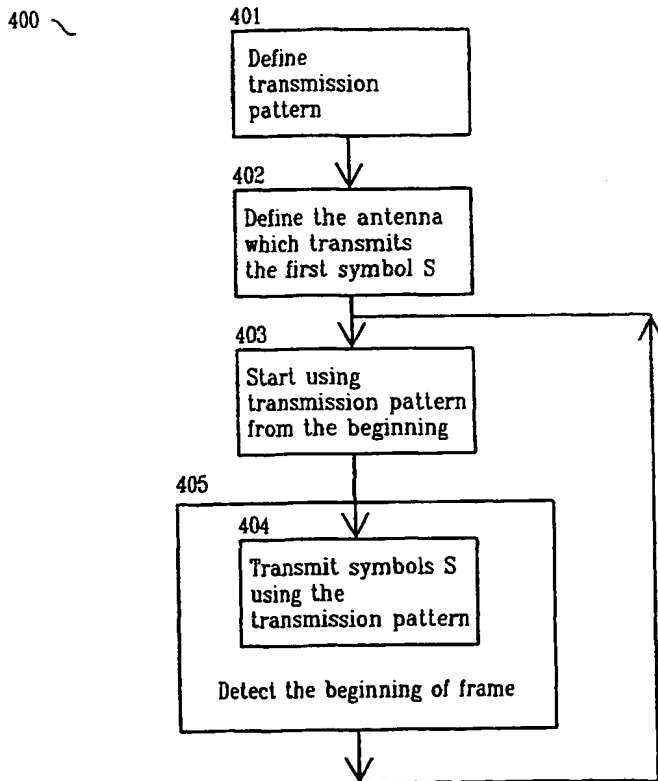 400
401
Define
transmission
pattern
402
Define the antenna
which transmits
the first symbol S
403
Start using
transmission pattern
from the beginning
405
404
Transmit symbols S
using the
transmission pattern
Detect the beginning of frame